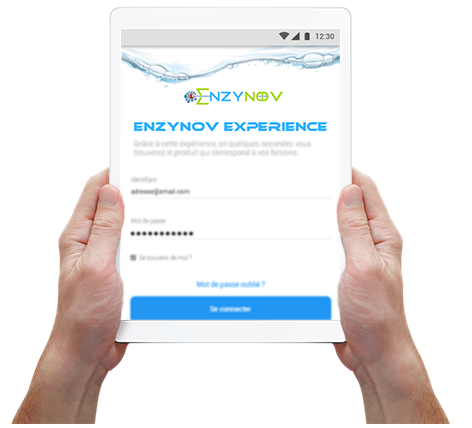 12:30
ENZYNOV
ENZYNOV EXPERIENCE
Grâce à cette expérience, en quelques secondes vous
trouverez le produit qui correspond à vos besoins.
Identifiant
adresse@email.com
Mot de passe
Se souvenir de moi ?
Mot de passe oublié ?
Se connecter